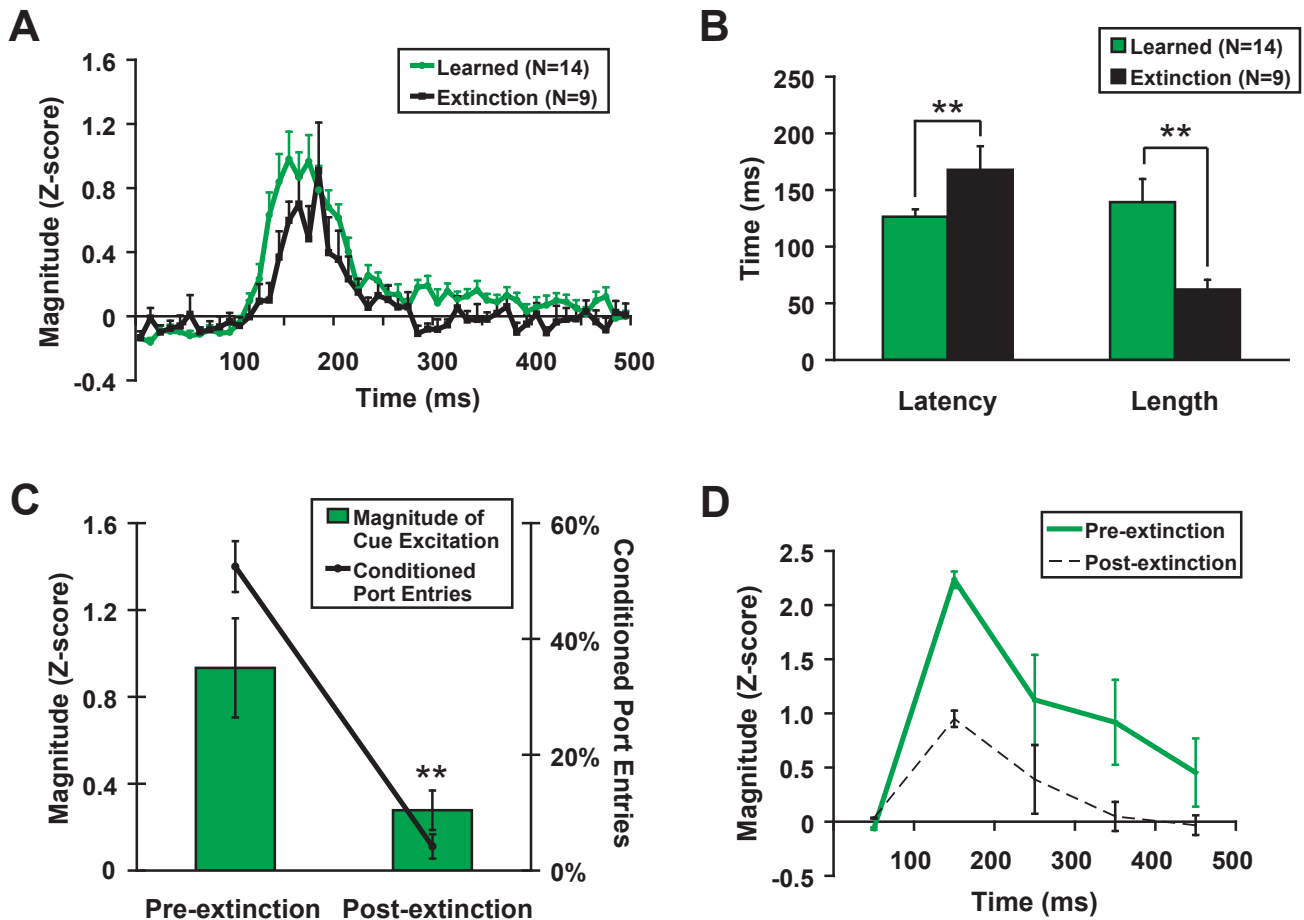 A
1.6
1.2
0.8
0.4
0
-0.4
Magnitude (Z-score)
Learned (N=14)
Extinction (N=9)
100
200
300
400
500
Time (ms)
B
Learned (N=14)
Extinction (N=9)
250
200
150
100
50
0
Time (ms)
**
**
Latency
Length
C
1.6
1.2
0.8
0.4
0
Magnitude (Z-score)
Magnitude of
Cue Excitation
Conditioned
Port Entries
60%
40%
20%
0%
Conditioned Port Entries
**
Pre-extinction
Post-extinction
D
Pre-extinction
Post-extinction
2.5
2.0
1.5
1.0
0.5
0
-0.5
Magnitude (Z-score)
100
200
300
400
500
Time (ms)